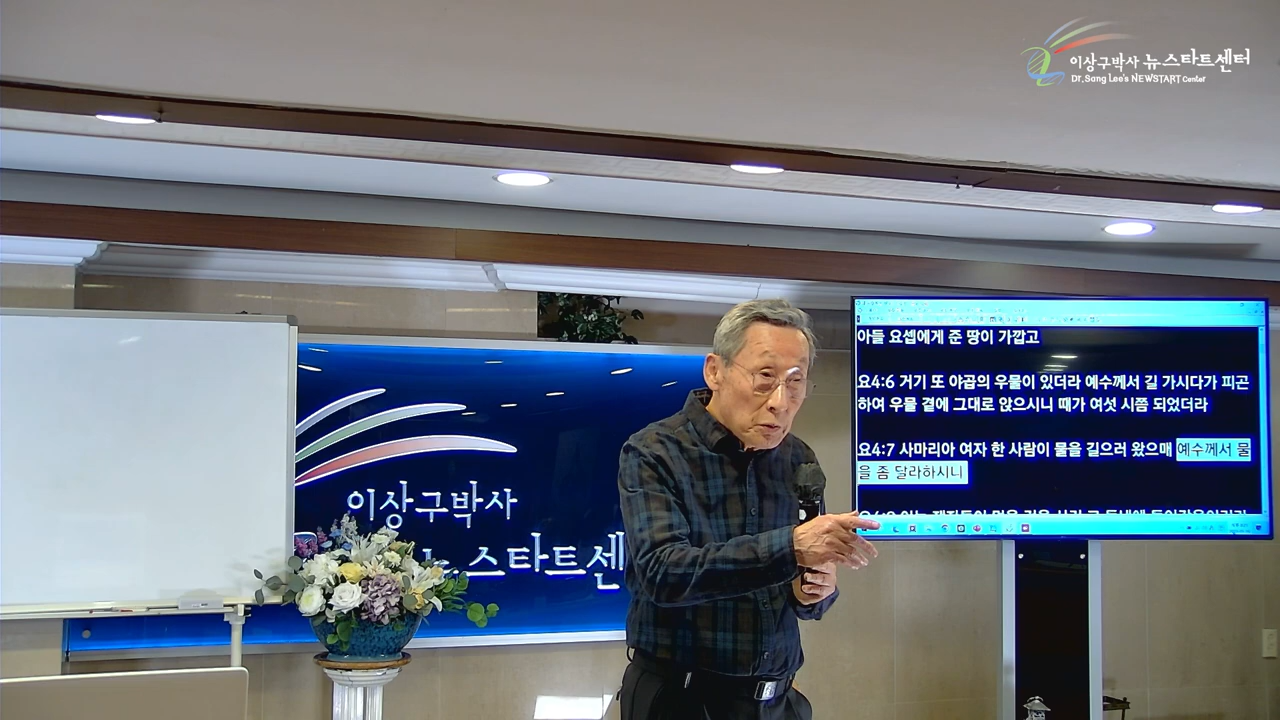 이상구박사 뉴스타트센터
Dr. Sang Lee's NEWSTART Center
아들 요셉에게 준 땅이 가깝고
요4:6 거기 또 야곱의 우물이 있더라 예수께서 길 가시다가 피곤
하여 우물 곁에 그대로 앉으시니 때가 여섯 시쯤 되었더라
요4:7 사마리아 여자 한 사람이 물을 길으러 왔으매 예수께서 물
을 좀 달라하시니
이상구박사
스타트센